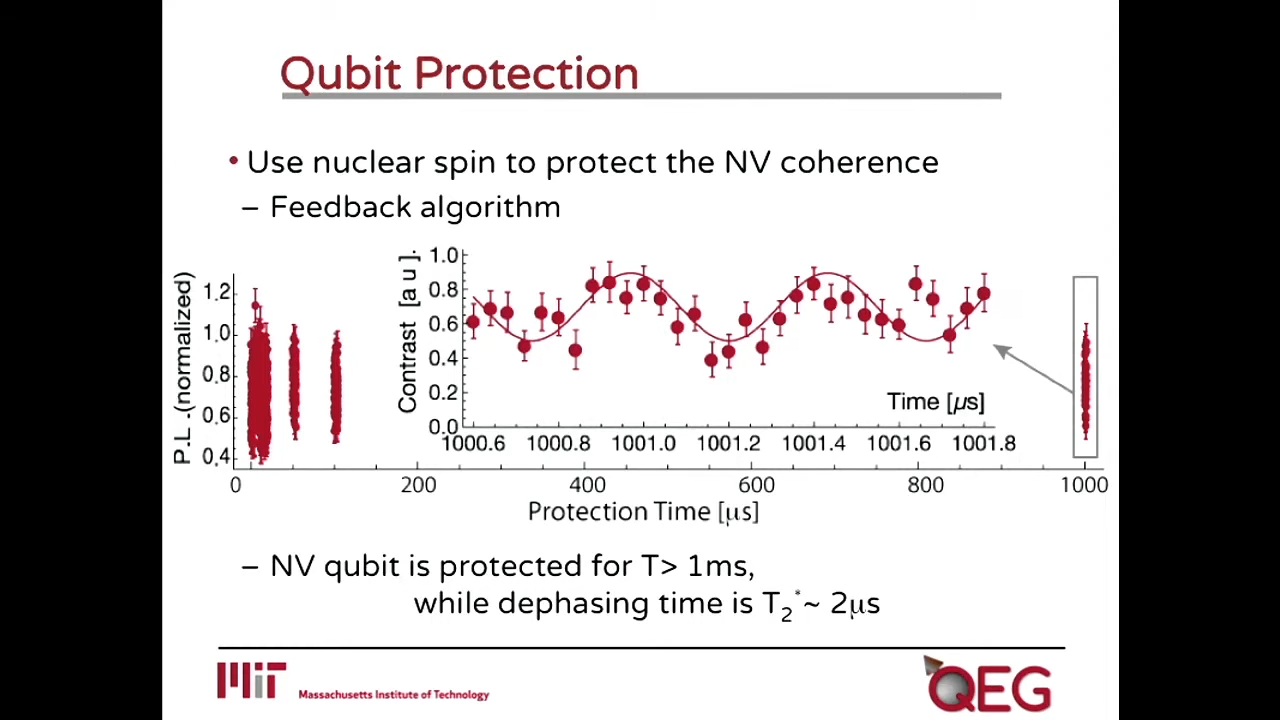 Qubit Protection
• Use nuclear spin to protect the NV coherence
– Feedback algorithm
P.L .(normalized)
1.2
1.0
0.8
0.6
0.4
Contrast [a u ].
1.0
0.8
0.6
0.4
0.2
0.0
Time [μs]
1000.6 1000.8 1001.0 1001.2 1001.4 1001.6 1001.8
0 200 400 600 800 1000
Protection Time [μs]
– NV qubit is protected for T> 1ms,
while dephasing time is T₂*~ 2μs
MIT Massachusetts Institute of Technology
QEG